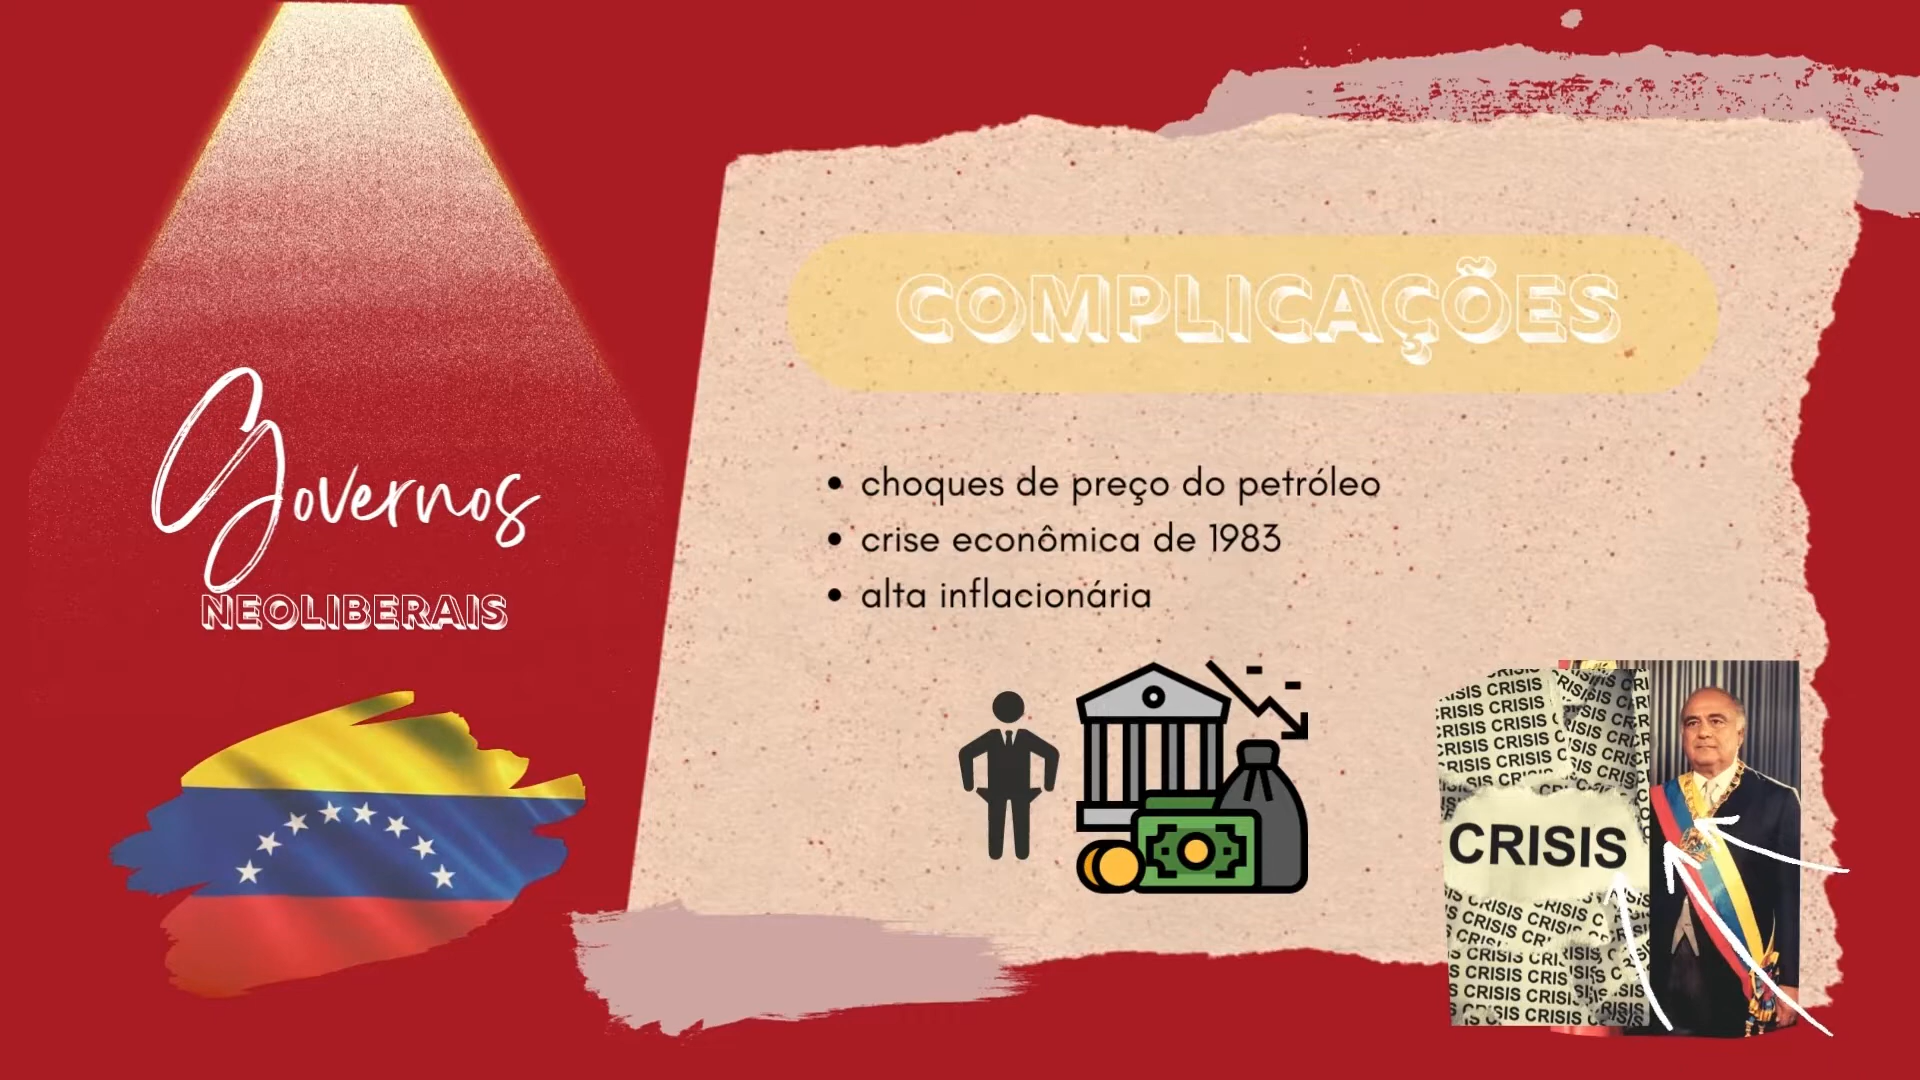 Governos
NEOLIBERAIS
COMPLICAÇÕES
• choques de preço do petróleo
• crise econômica de 1983
• alta inflacionária
CRISIS